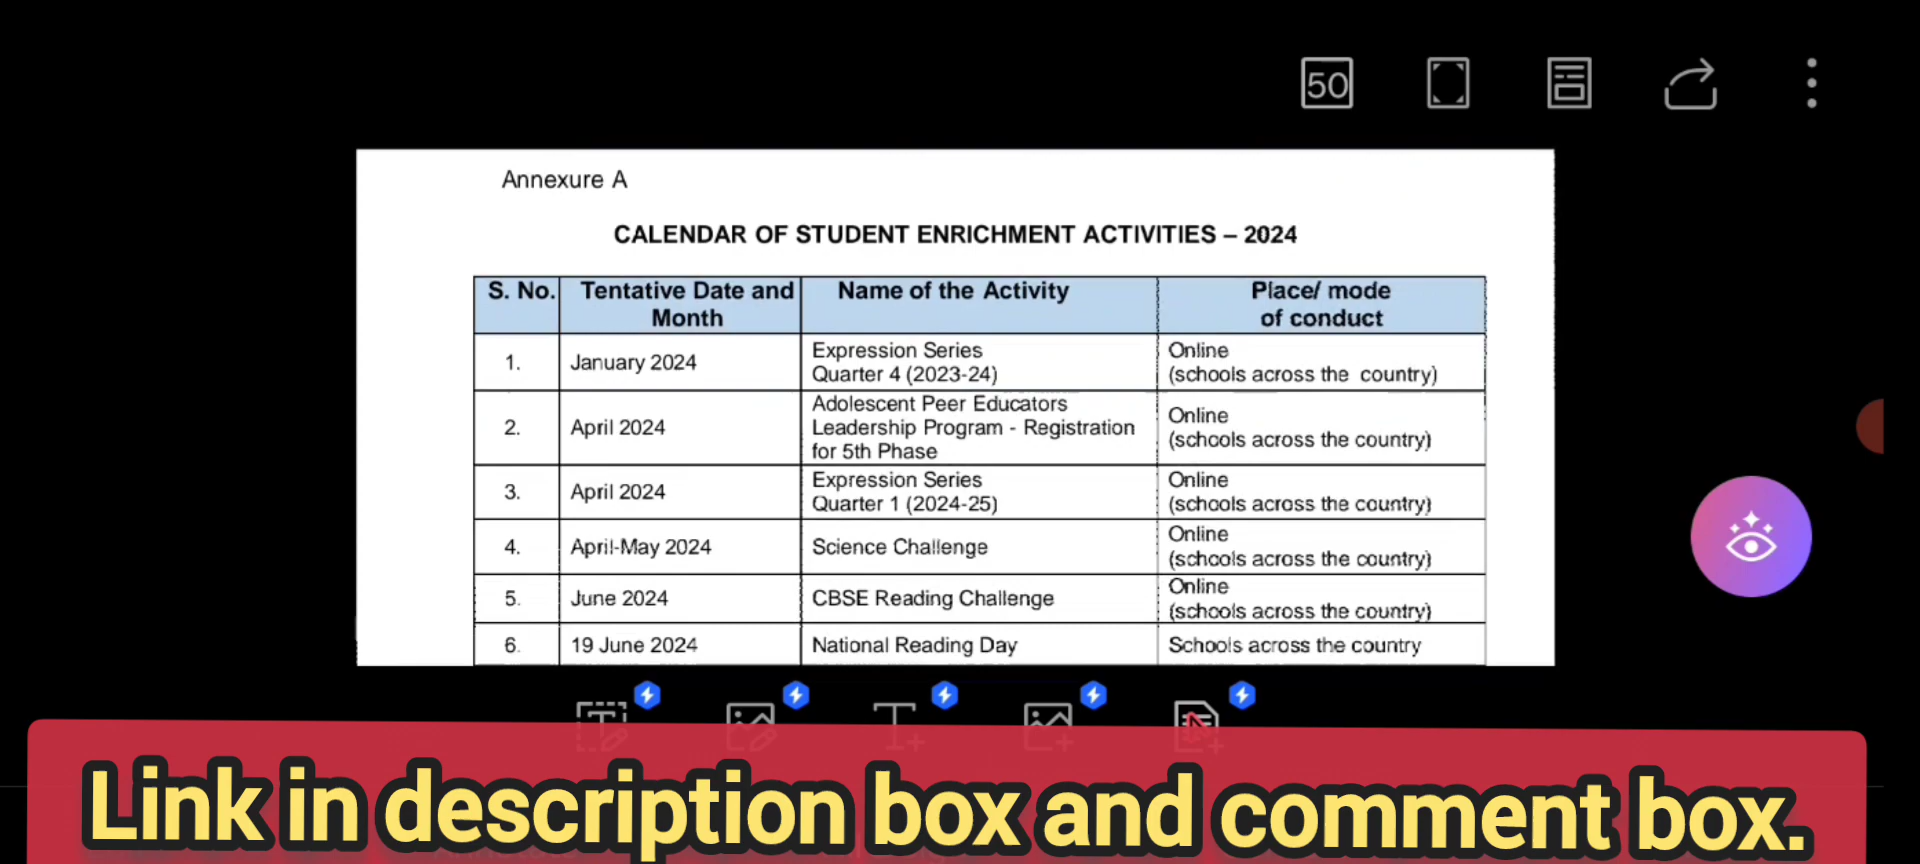 50
Annexure A
CALENDAR OF STUDENT ENRICHMENT ACTIVITIES – 2024
S. No. Tentative Date and Month Name of the Activity Place/ mode of conduct
1. January 2024 Expression Series Quarter 4 (2023-24) Online (schools across the country)
2. April 2024 Adolescent Peer Educators Leadership Program - Registration for 5th Phase Online (schools across the country)
3. April 2024 Expression Series Quarter 1 (2024-25) Online (schools across the country)
4. April-May 2024 Science Challenge Online (schools across the country)
5. June 2024 CBSE Reading Challenge Online (schools across the country)
6. 19 June 2024 National Reading Day Schools across the country
Link in description box and comment box.